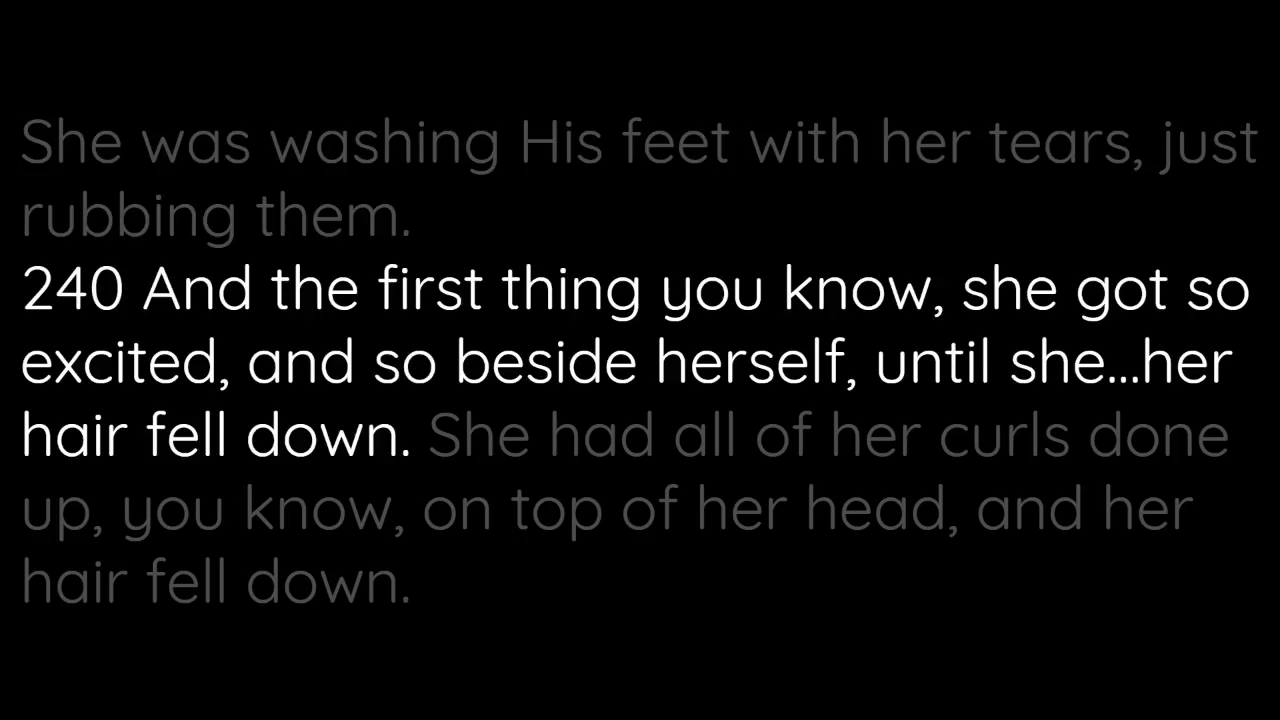 She was washing His feet with her tears, just
rubbing them.
240 And the first thing you know, she got so
excited, and so beside herself, until she...her
hair fell down. She had all of her curls done
up, you know, on top of her head, and her
hair fell down.